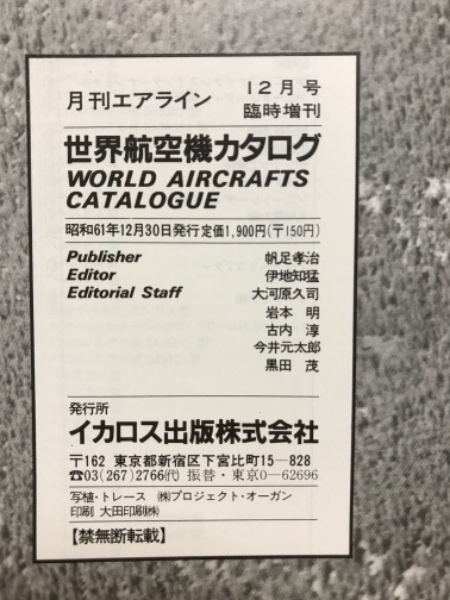 月刊エアライン 12月号
臨時増刊
世界航空機カタログ
WORLD AIRCRAFTS
CATALOGUE
昭和61年12月30日発行 定価1,900円(〒150円)
Publisher 帆足孝治
Editor 伊地知猛
Editorial Staff 大河原久司
岩本 明
古内 淳
今井元太郎
黒田 茂
発行所
イカロス出版株式会社
〒162 東京都新宿区下宮比町15—828
☎03(267)2766㈹ 振替・東京0—62696
写植・トレース ㈱プロジェクト・オーガン
印刷 大田印刷㈱
【禁無断転載】